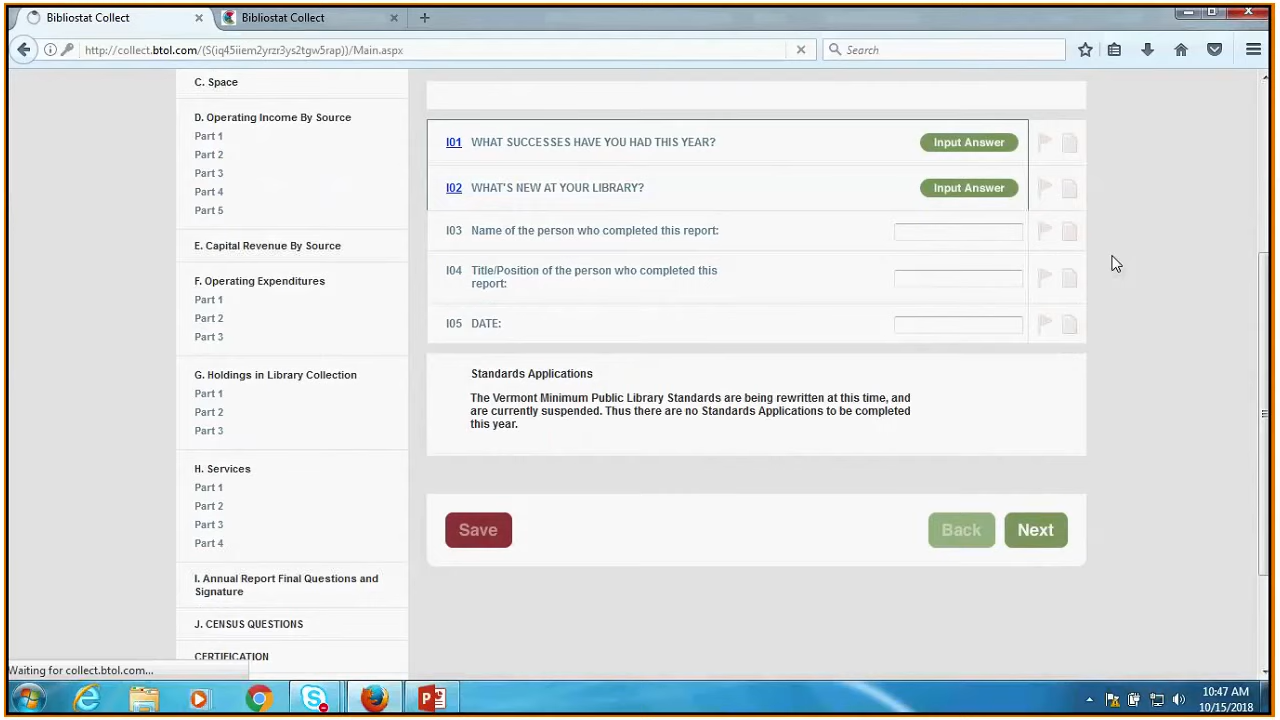 Bibliostat Collect
Bibliostat Collect
http://collect.btol.com/(S(iq45iiem2yrzr3ys2tgw5rap))/Main.aspx
Search
C. Space
D. Operating Income By Source
Part 1
Part 2
Part 3
Part 4
Part 5
E. Capital Revenue By Source
F. Operating Expenditures
Part 1
Part 2
Part 3
G. Holdings in Library Collection
Part 1
Part 2
Part 3
H. Services
Part 1
Part 2
Part 3
Part 4
I. Annual Report Final Questions and
Signature
J. CENSUS QUESTIONS
CERTIFICATION
I01 WHAT SUCCESSES HAVE YOU HAD THIS YEAR? Input Answer
I02 WHAT'S NEW AT YOUR LIBRARY? Input Answer
I03 Name of the person who completed this report:
I04 Title/Position of the person who completed this
report:
I05 DATE:
Standards Applications
The Vermont Minimum Public Library Standards are being rewritten at this time, and
are currently suspended. Thus there are no Standards Applications to be completed
this year.
Save Back Next
Waiting for collect.btol.com...
10:47 AM
10/15/2018